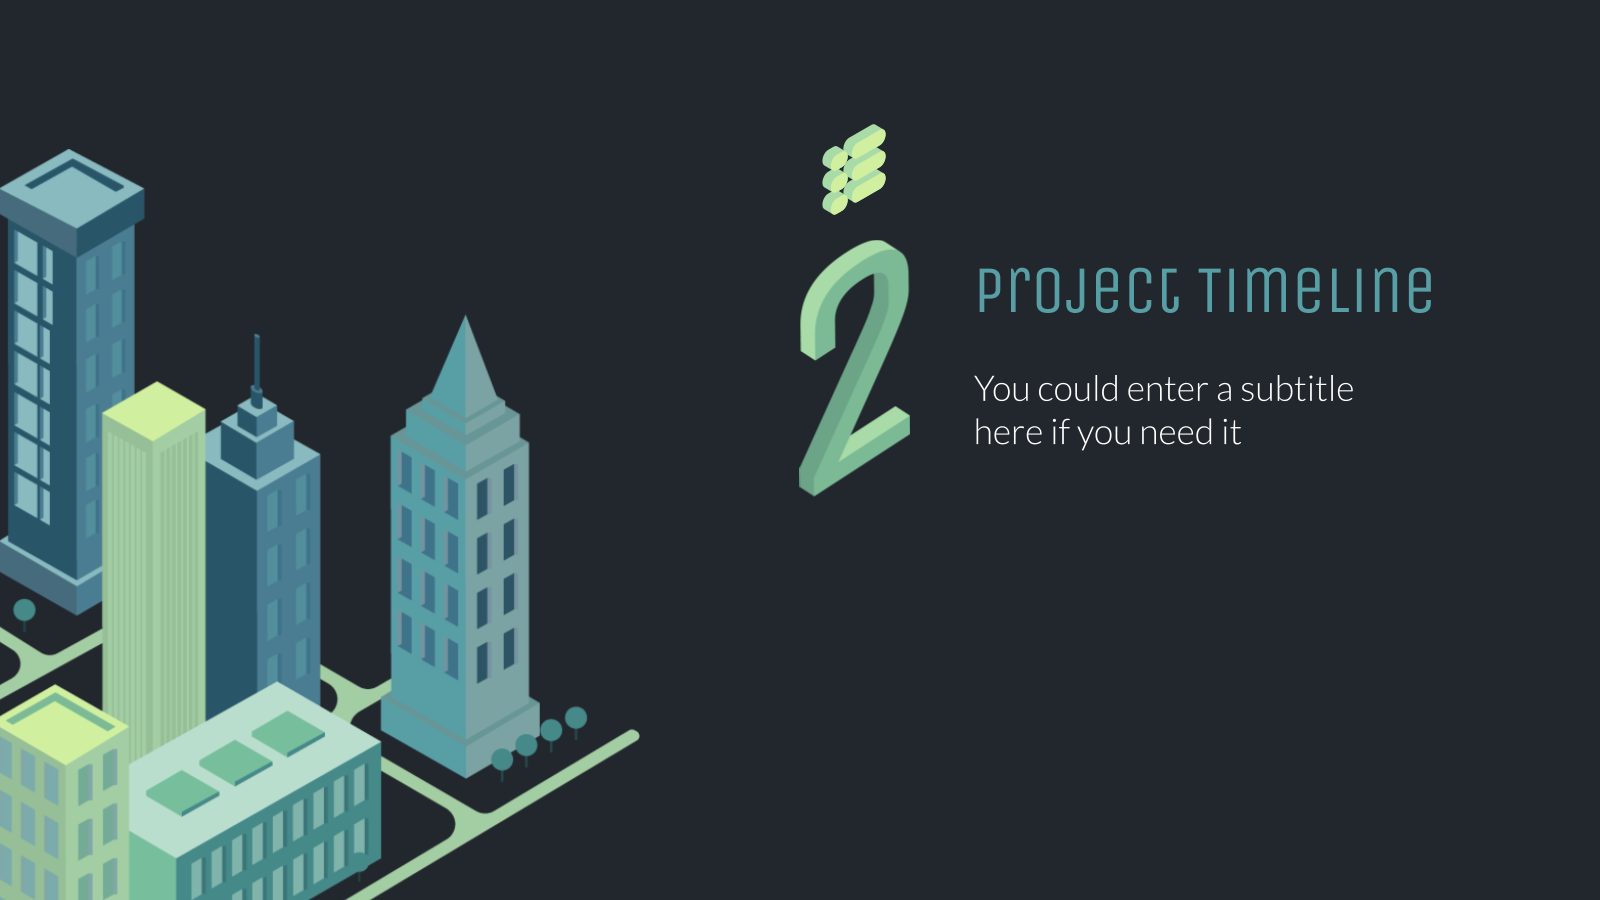 2
PROJECT TIMELINE
You could enter a subtitle
here if you need it